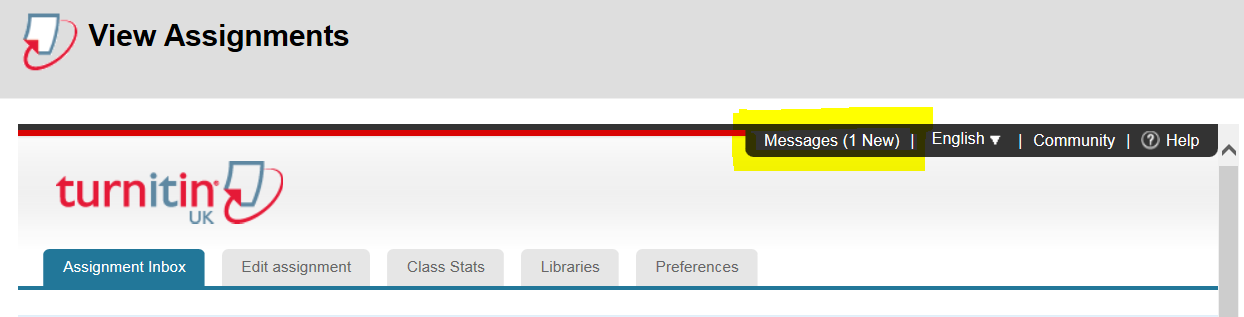 View Assignments
Messages (1 New) | English ▼ | Community | ? Help
turnitin
UK
Assignment Inbox Edit assignment Class Stats Libraries Preferences